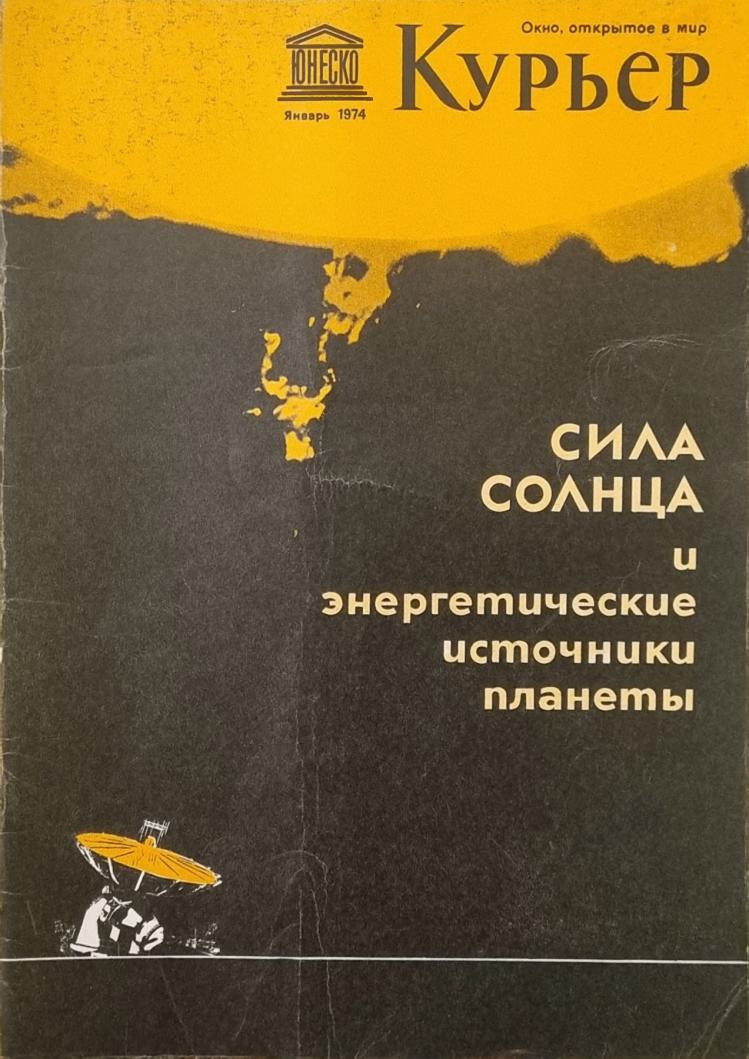 Окно, открытое в мир
ЮНЕСКО
Курьер
Январь 1974
СИЛА
СОЛНЦА
и
энергетические
источники
планеты